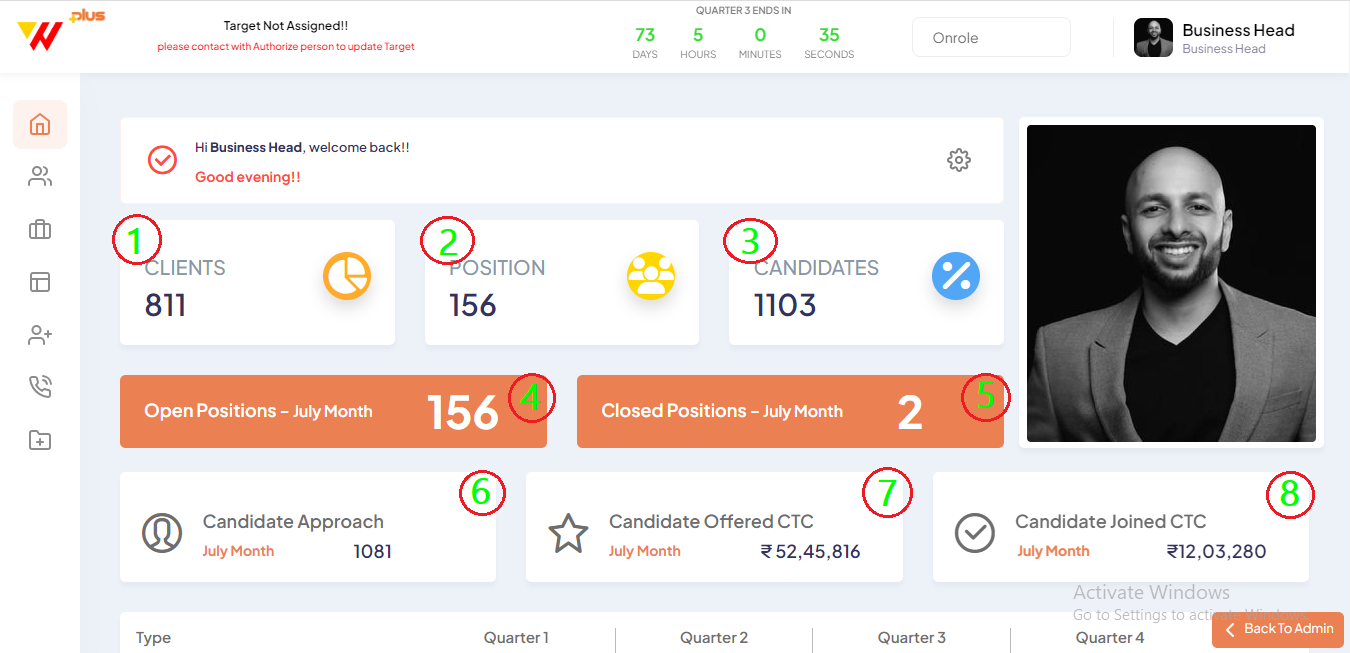 plus
Target Not Assigned!!
please contact with Authorize person to update Target
QUARTER 3 ENDS IN
73 5 0 35
DAYS HOURS MINUTES SECONDS
Onrole
Business Head
Business Head
Hi Business Head, welcome back!!
Good evening!!
1
CLIENTS
811
2
POSITION
156
3
CANDIDATES
1103
Open Positions – July Month 156
4
Closed Positions – July Month 2
5
6
Candidate Approach
July Month 1081
7
Candidate Offered CTC
July Month ₹ 52,45,816
8
Candidate Joined CTC
July Month ₹12,03,280
Activate Windows
Go to Settings to activate Windows.
Back To Admin
Type Quarter 1 Quarter 2 Quarter 3 Quarter 4